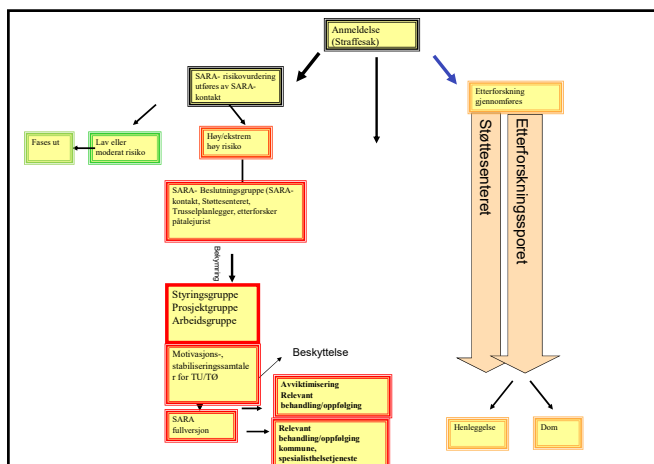 Anmeldelse
(Straffesak)
SARA- risikovurdering
utføres av SARA-
kontakt
Etterforskning
gjennomføres
Fases ut
Lav eller
moderat risiko
Høy/ekstrem
høy risiko
Støttesenteret
Etterforskningssporet
SARA- Beslutningsgruppe (SARA-
kontakt, Støttesenteret,
Trusselplanlegger, etterforsker
påtalejurist
Bekymring
Styringsgruppe
Prosjektgruppe
Arbeidsgruppe
Motivasjons-,
stabiliseringssamtale
r for TU/TØ
Beskyttelse
Avviktimisering
Relevant
behandling/oppfølging
SARA
fullversjon
Relevant
behandling/oppfølging
kommune,
spesialisthelsetjeneste
Henleggelse
Dom